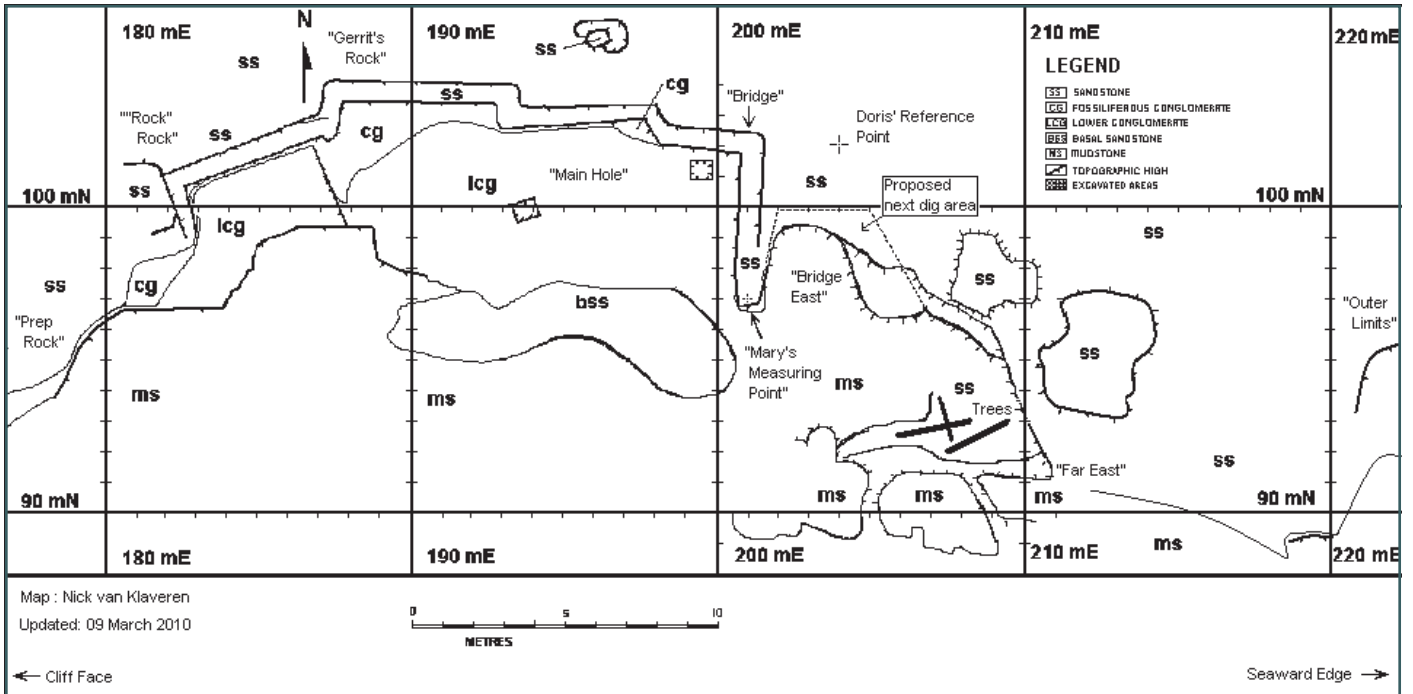 180 mE
N
190 mE
200 mE
210 mE
220 mE
"Gerrit's
Rock"
ss
ss
LEGEND
SS SANDSTONE
CG FOSSILIFEROUS CONGLOMERATE
LCG LOWER CONGLOMERATE
BSS BASAL SANDSTONE
MS MUDSTONE
TOPOGRAPHIC HIGH
EXCAVATED AREAS
cg
ss
"Bridge"
""Rock"
Rock"
ss
cg
Doris' Reference
Point
ss
lcg
"Main Hole"
ss
Proposed
next dig area
100 mN
100 mN
lcg
ss
ss
cg
ss
"Bridge
East"
ss
ss
bss
"Outer
Limits"
"Prep
Rock"
"Mary's
Measuring
Point"
ss
ms
ms
ms
ss
Trees
ss
"Far East"
ms
ms
ms
90 mN
90 mN
ms
180 mE
190 mE
200 mE
210 mE
220 mE
Map : Nick van Klaveren
Updated: 09 March 2010
0 5 10
METRES
← Cliff Face
Seaward Edge →